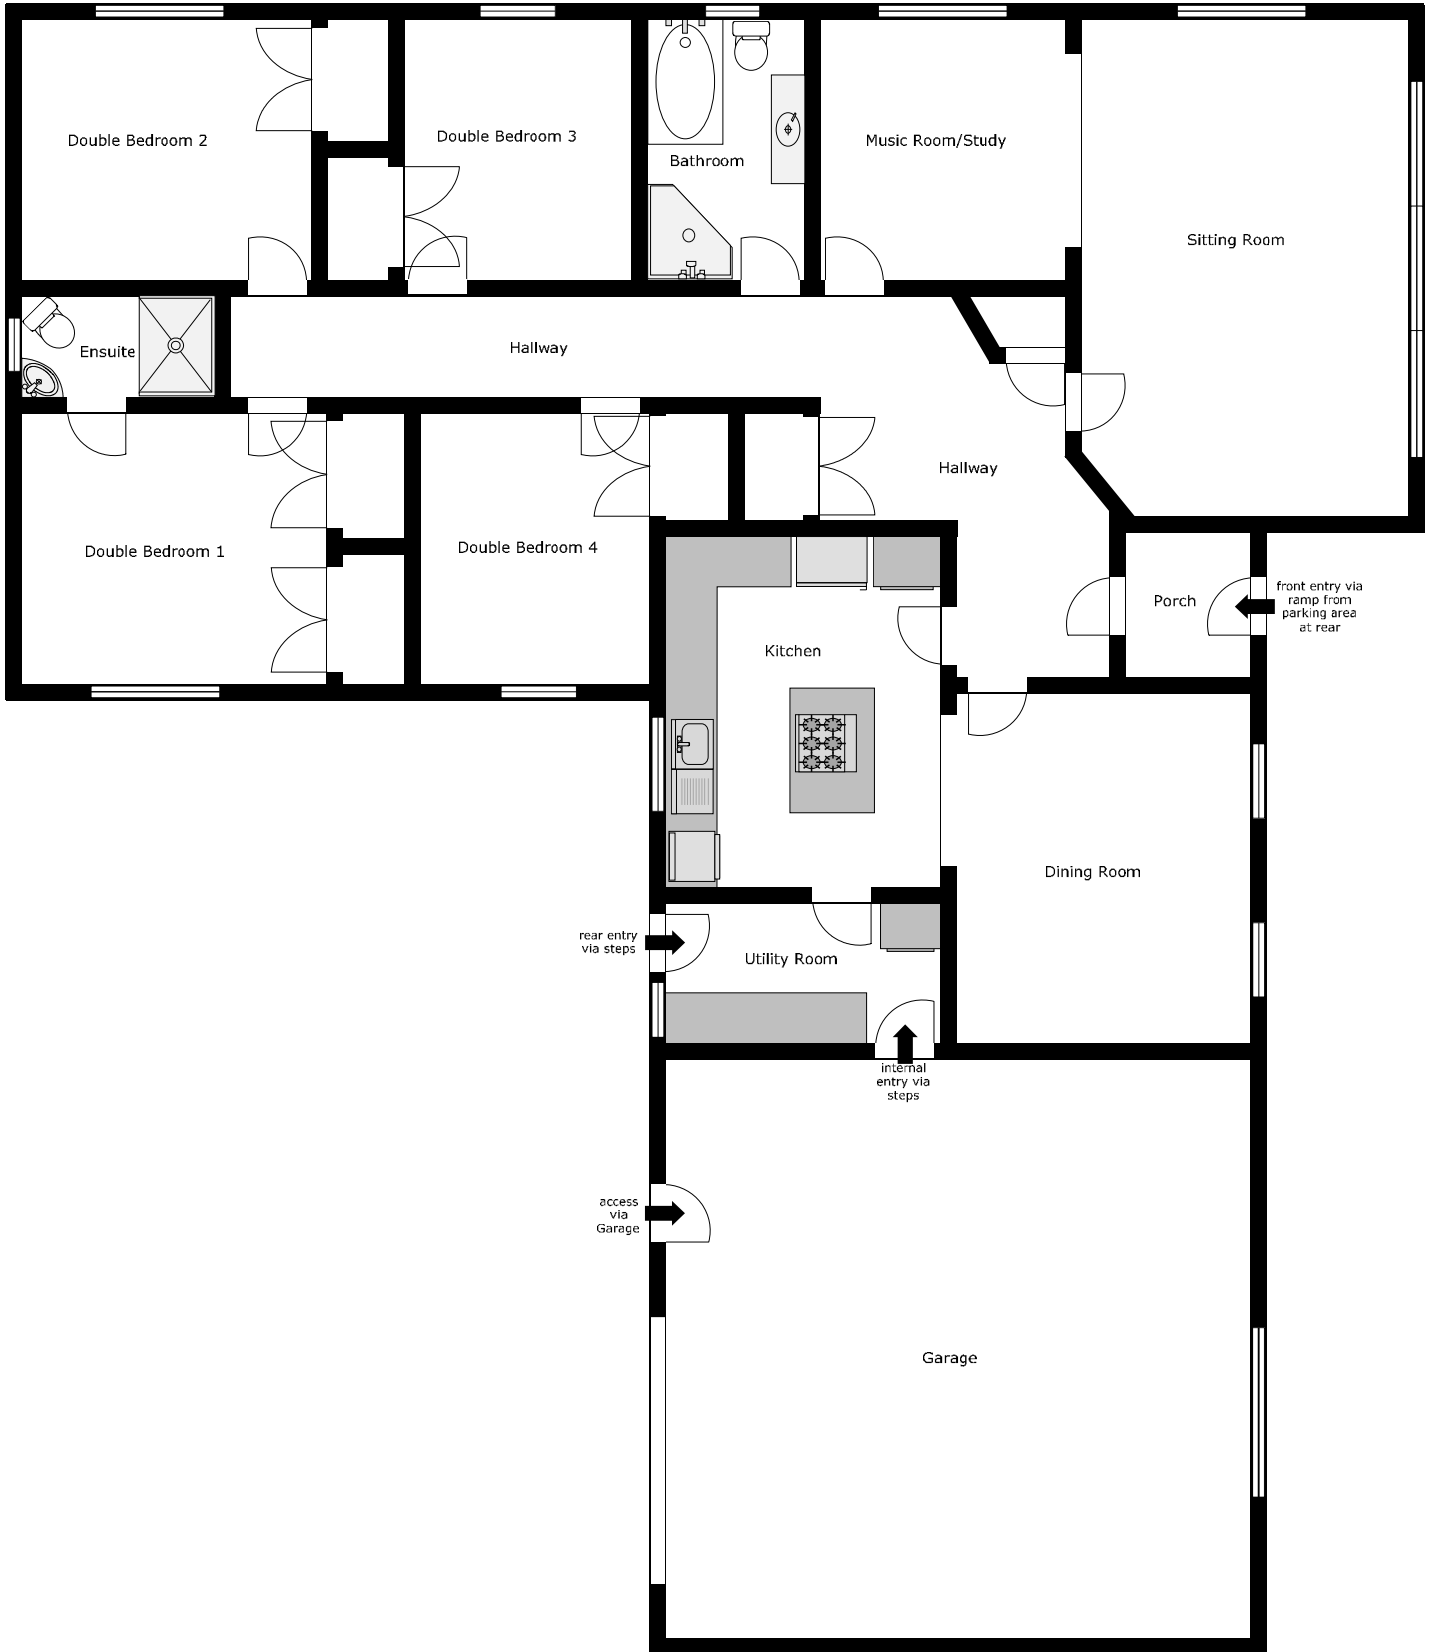 Double Bedroom 2
Double Bedroom 3
Bathroom
Music Room/Study
Sitting Room
Ensuite
Hallway
Hallway
Double Bedroom 1
Double Bedroom 4
Kitchen
Porch
front entry via
ramp from
parking area
at rear
Dining Room
rear entry
via steps
Utility Room
internal
entry via
steps
access
via
Garage
Garage